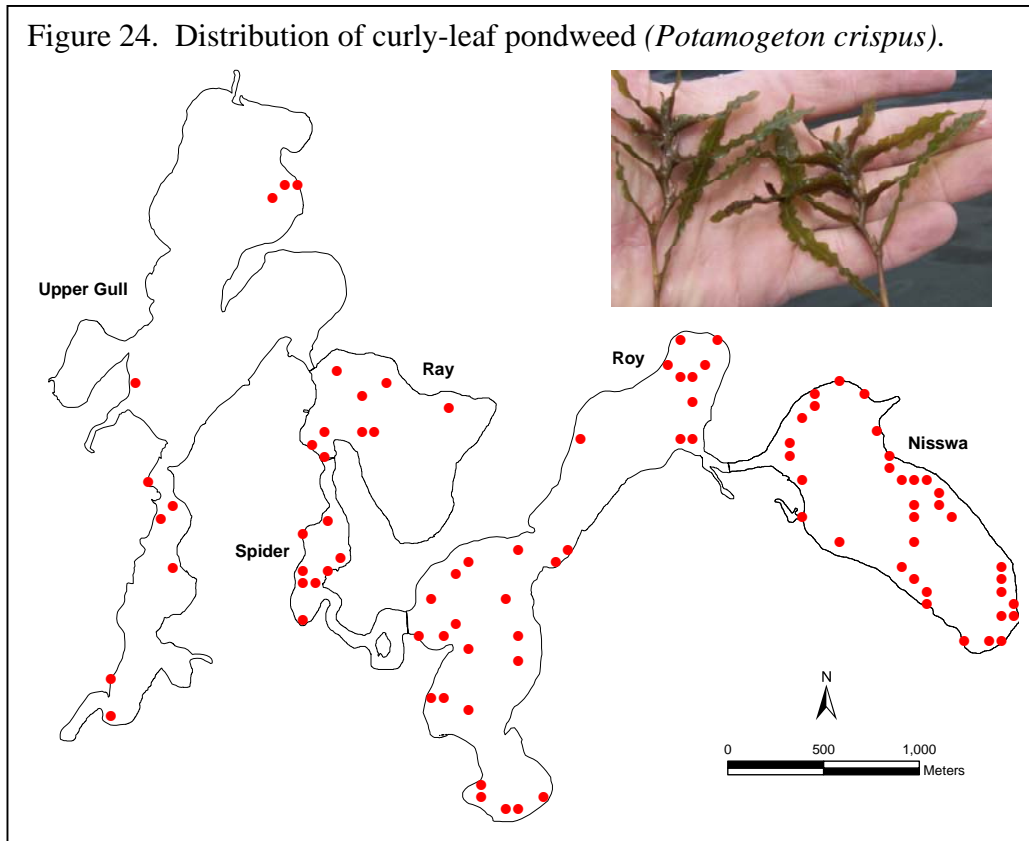 Figure 24.  Distribution of curly-leaf pondweed (Potamogeton crispus).
Upper Gull
Ray
Roy
Nisswa
Spider
N
0 500 1,000
Meters